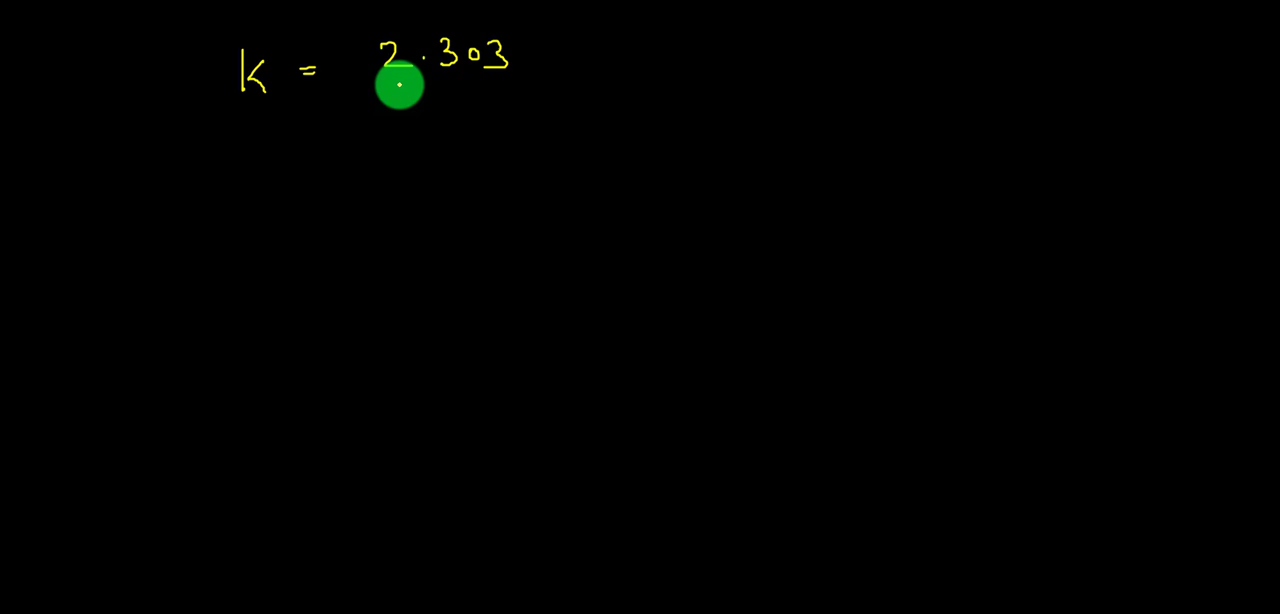 K = 2.303